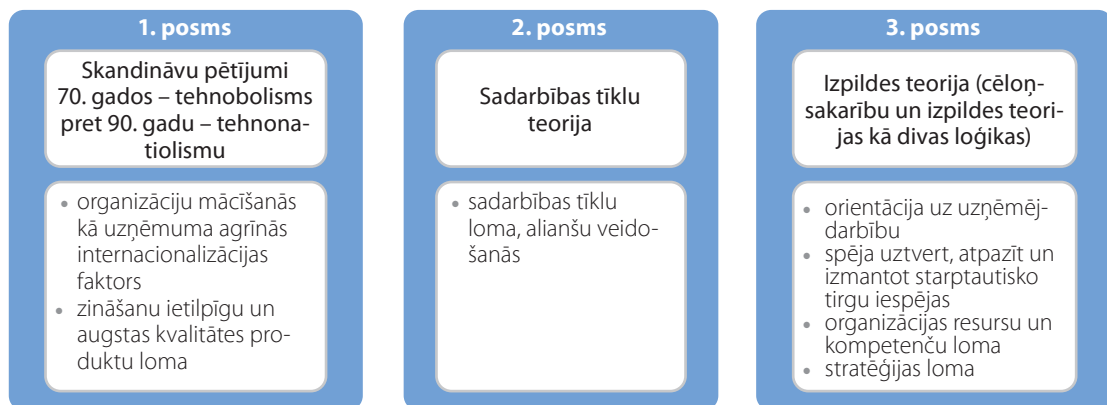 1. posms
Skandināvu pētījumi
70. gados – tehnobolisms
pret 90. gadu – tehnona-
tiolismu
• organizāciju mācīšanās
kā uzņēmuma agrīnās
internacionalizācijas
faktors
• zināšanu ietilpīgu un
augstas kvalitātes pro-
duktu loma
2. posms
Sadarbības tīklu
teorija
• sadarbības tīklu
loma, alianšu veido-
šanās
3. posms
Izpildes teorija (cēloņ-
sakarību un izpildes teori-
jas kā divas loģikas)
• orientācija uz uzņēmēj-
darbību
• spēja uztvert, atpazīt un
izmantot starptautisko
tirgu iespējas
• organizācijas resursu un
kompetenču loma
• stratēģijas loma